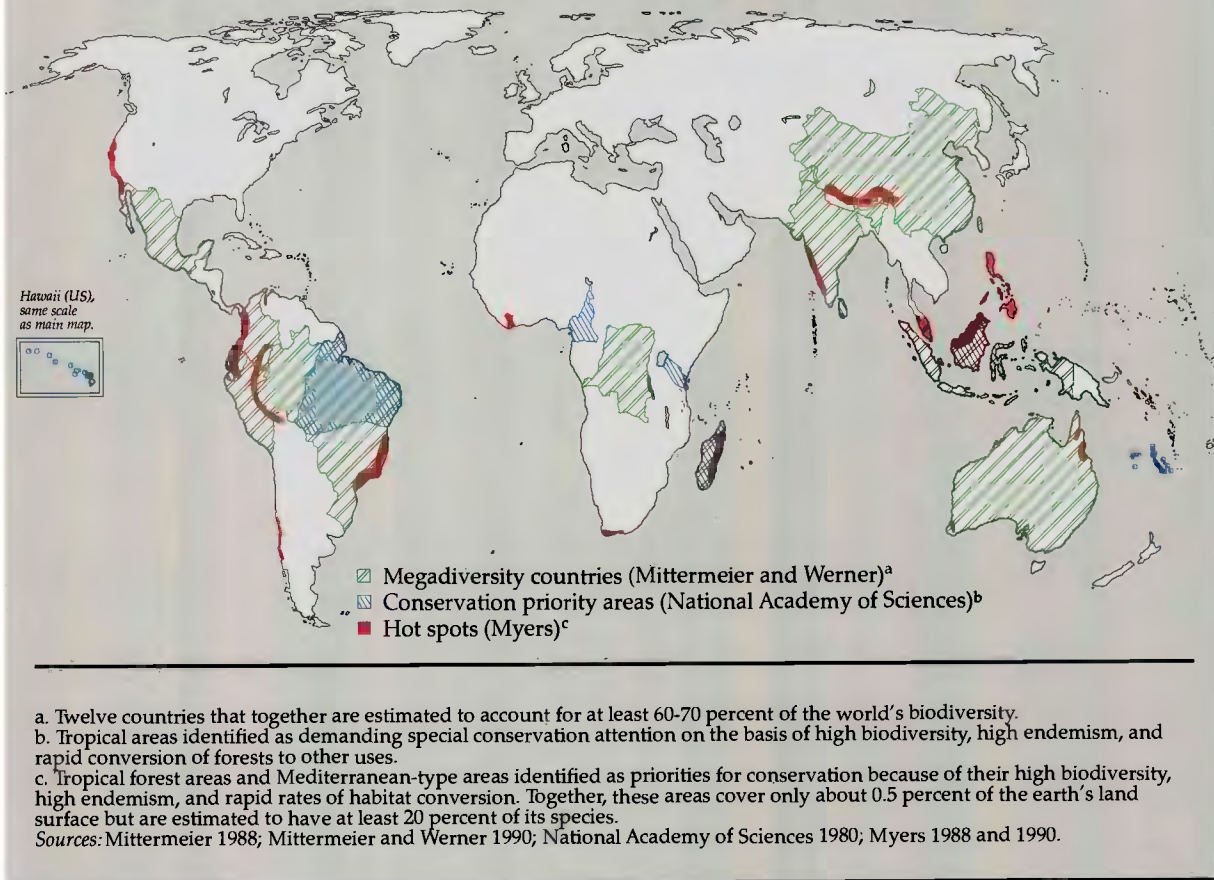 Hawaii (US),
same scale
as main map.
Megadiversity countries (Mittermeier and Werner)ᵃ
Conservation priority areas (National Academy of Sciences)ᵇ
Hot spots (Myers)ᶜ
a. Twelve countries that together are estimated to account for at least 60-70 percent of the world's biodiversity.
b. Tropical areas identified as demanding special conservation attention on the basis of high biodiversity, high endemism, and
rapid conversion of forests to other uses.
c. Tropical forest areas and Mediterranean-type areas identified as priorities for conservation because of their high biodiversity,
high endemism, and rapid rates of habitat conversion. Together, these areas cover only about 0.5 percent of the earth's land
surface but are estimated to have at least 20 percent of its species.
Sources: Mittermeier 1988; Mittermeier and Werner 1990; National Academy of Sciences 1980; Myers 1988 and 1990.